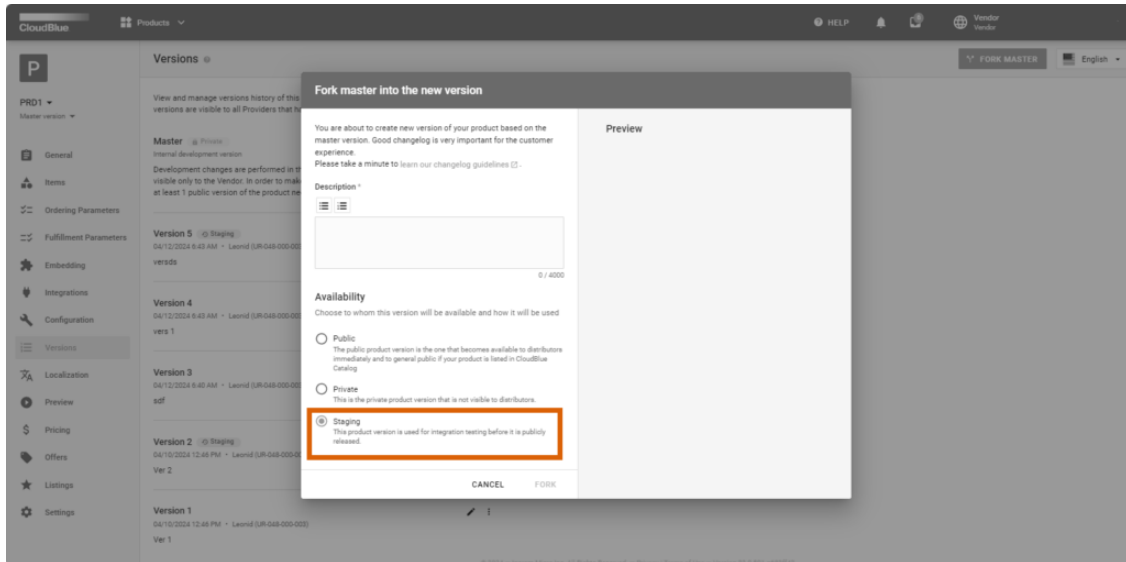 CloudBlue
Products
HELP
Vendor
Vendor
P
PRD1
Master version
General
Items
Ordering Parameters
Fulfillment Parameters
Embedding
Integrations
Configuration
Versions
Localization
Preview
Pricing
Offers
Listings
Settings
Versions
FORK MASTER
English
View and manage versions history of this
versions are visible to all Providers that
Master Private
Internal development version
Development changes are performed in
visible only to the Vendor. In order to
at least 1 public version of the product
Version 5 Staging
04/12/2024 6:43 AM • Leonid
versds
Version 4
04/12/2024 6:43 AM • Leonid
vers 1
Version 3
04/12/2024 6:40 AM • Leonid
sdf
Version 2 Staging
04/10/2024 12:46 PM • Leonid
Ver 2
Version 1
04/10/2024 12:46 PM • Leonid (UR-048-000-003)
Ver 1
Fork master into the new version
You are about to create new version of your product based on the
master version. Good changelog is very important for the customer
experience.
Please take a minute to learn our changelog guidelines .
Description *
0 / 4000
Availability
Choose to whom this version will be available and how it will be used
Public
The public product version is the one that becomes available to distributors
immediately and to general public if your product is listed in CloudBlue
Catalog
Private
This is the private product version that is not visible to distributors.
Staging
This product version is used for integration testing before it is publicly
released.
CANCEL FORK
Preview